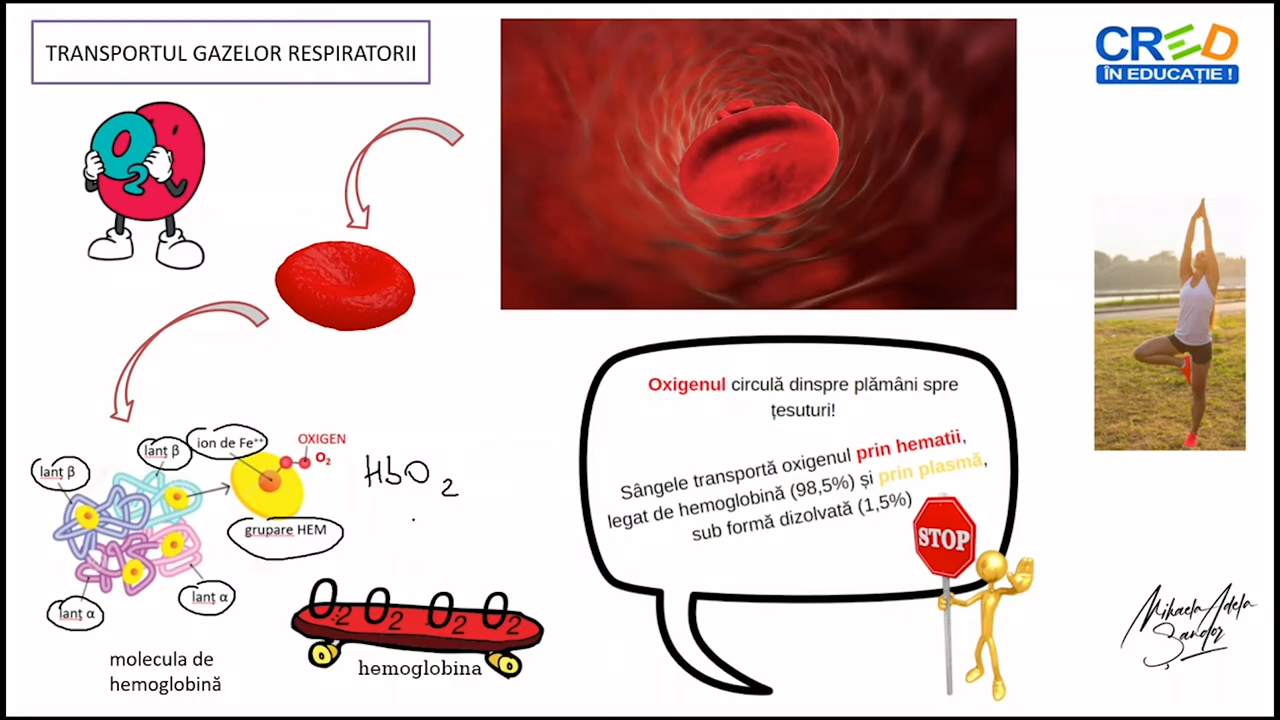 TRANSPORTUL GAZELOR RESPIRATORII
CRED
ÎN EDUCAȚIE !
O2
Oxigenul circulă dinspre plămâni spre
țesuturi!
Sângele transportă oxigenul prin hematii,
legat de hemoglobină (98,5%) și prin plasmă,
sub formă dizolvată (1,5%)
STOP
lanț β
lanț β
ion de Fe++
OXIGEN
O2
grupare HEM
lanț α
lanț α
molecula de
hemoglobină
HbO2
O2 O2 O2 O2
hemoglobina
Mihaela Adela
Șandor